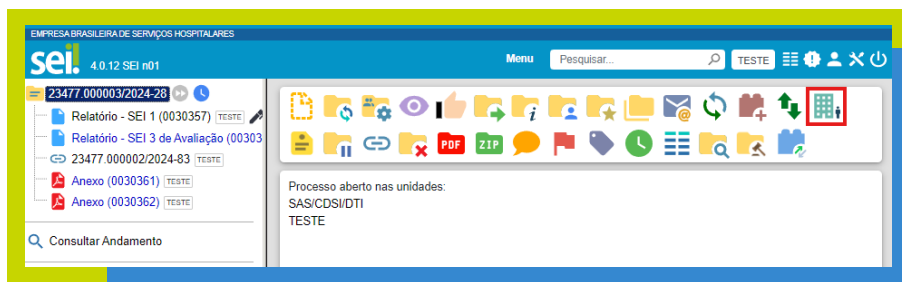 EMPRESA BRASILEIRA DE SERVIÇOS HOSPITALARES
sei!
4.0.12 SEI n01
Menu
Pesquisar...
TESTE
23477.000003/2024-28
Relatório - SEI 1 (0030357) TESTE
Relatório - SEI 3 de Avaliação (00303
23477.000002/2024-83 TESTE
Anexo (0030361) TESTE
Anexo (0030362) TESTE
Consultar Andamento
i
PDF
ZIP
Processo aberto nas unidades:
SAS/CDSI/DTI
TESTE